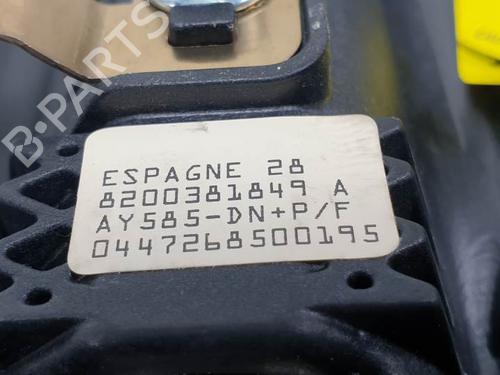 B-PARTS
ESPAGNE 28
8200381849 A
AY585-DN+P/F
0447268500195